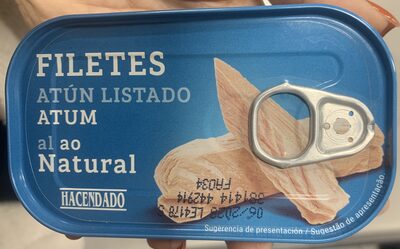 FILETES
ATÚN LISTADO
ATUM
al ao
Natural
HACENDADO
Sugerencia de presentación / Sugestão de apresentação.